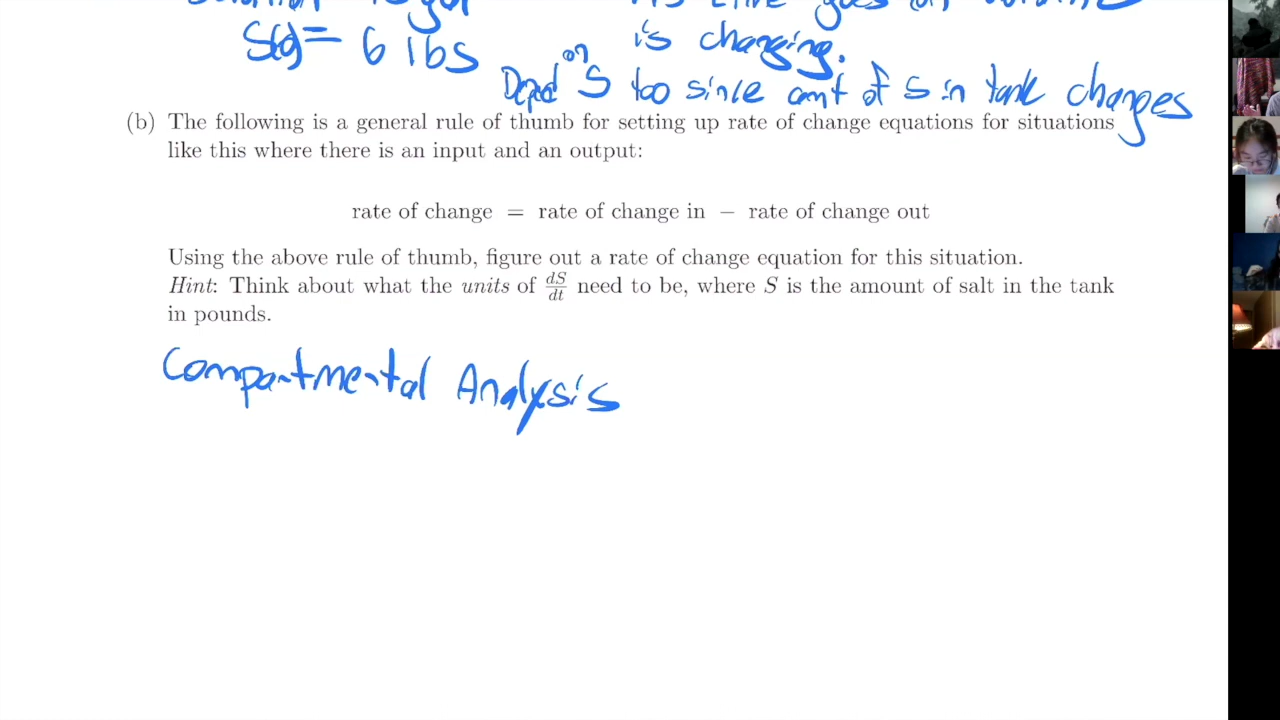 S(0) = 6 lbs
is changing.
Depend on S too since amt of S in tank changes
(b) The following is a general rule of thumb for setting up rate of change equations for situations
like this where there is an input and an output:
rate of change = rate of change in − rate of change out
Using the above rule of thumb, figure out a rate of change equation for this situation.
Hint: Think about what the units of dS/dt need to be, where S is the amount of salt in the tank
in pounds.
Compartmental Analysis